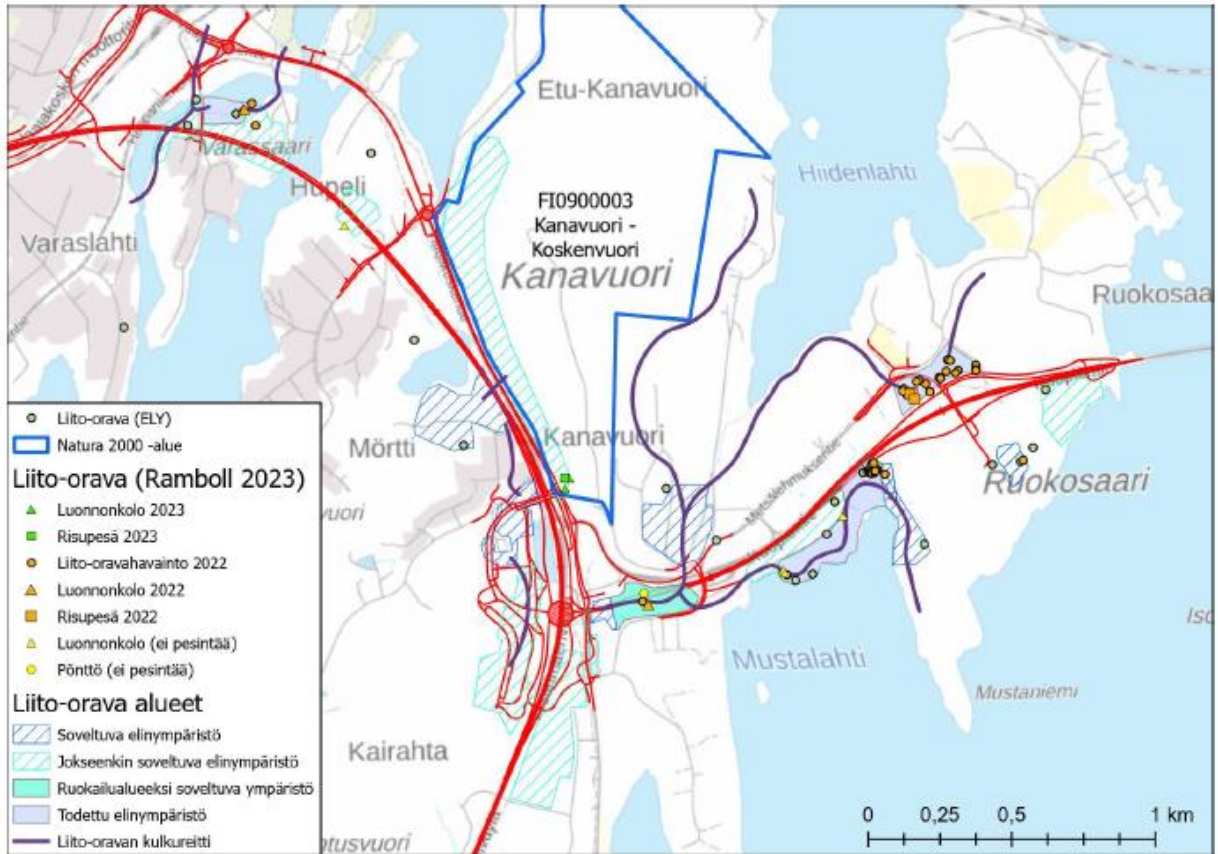 Etu-Kanavuori
Varassaari
Hupeli
Hiidenlahti
FI0900003
Kanavuori -
Koskenvuori
Varaslahti
Kanavuori
Ruokosaa
Kanavuori
Mörtti
Metsolehmuksentie
Ruokosaari
Mustalahti
Mustaniemi
Kairahta
Liito-orava (ELY)
Natura 2000 -alue
Liito-orava (Ramboll 2023)
Luonnonkolo 2023
Risupesä 2023
Liito-oravahavainto 2022
Luonnonkolo 2022
Risupesä 2022
Luonnonkolo (ei pesintää)
Pönttö (ei pesintää)
Liito-orava alueet
Soveltuva elinympäristö
Jokseenkin soveltuva elinympäristö
Ruokailualueeksi soveltuva ympäristö
Todettu elinympäristö
Liito-oravan kulkureitti
0 0,25 0,5 1 km